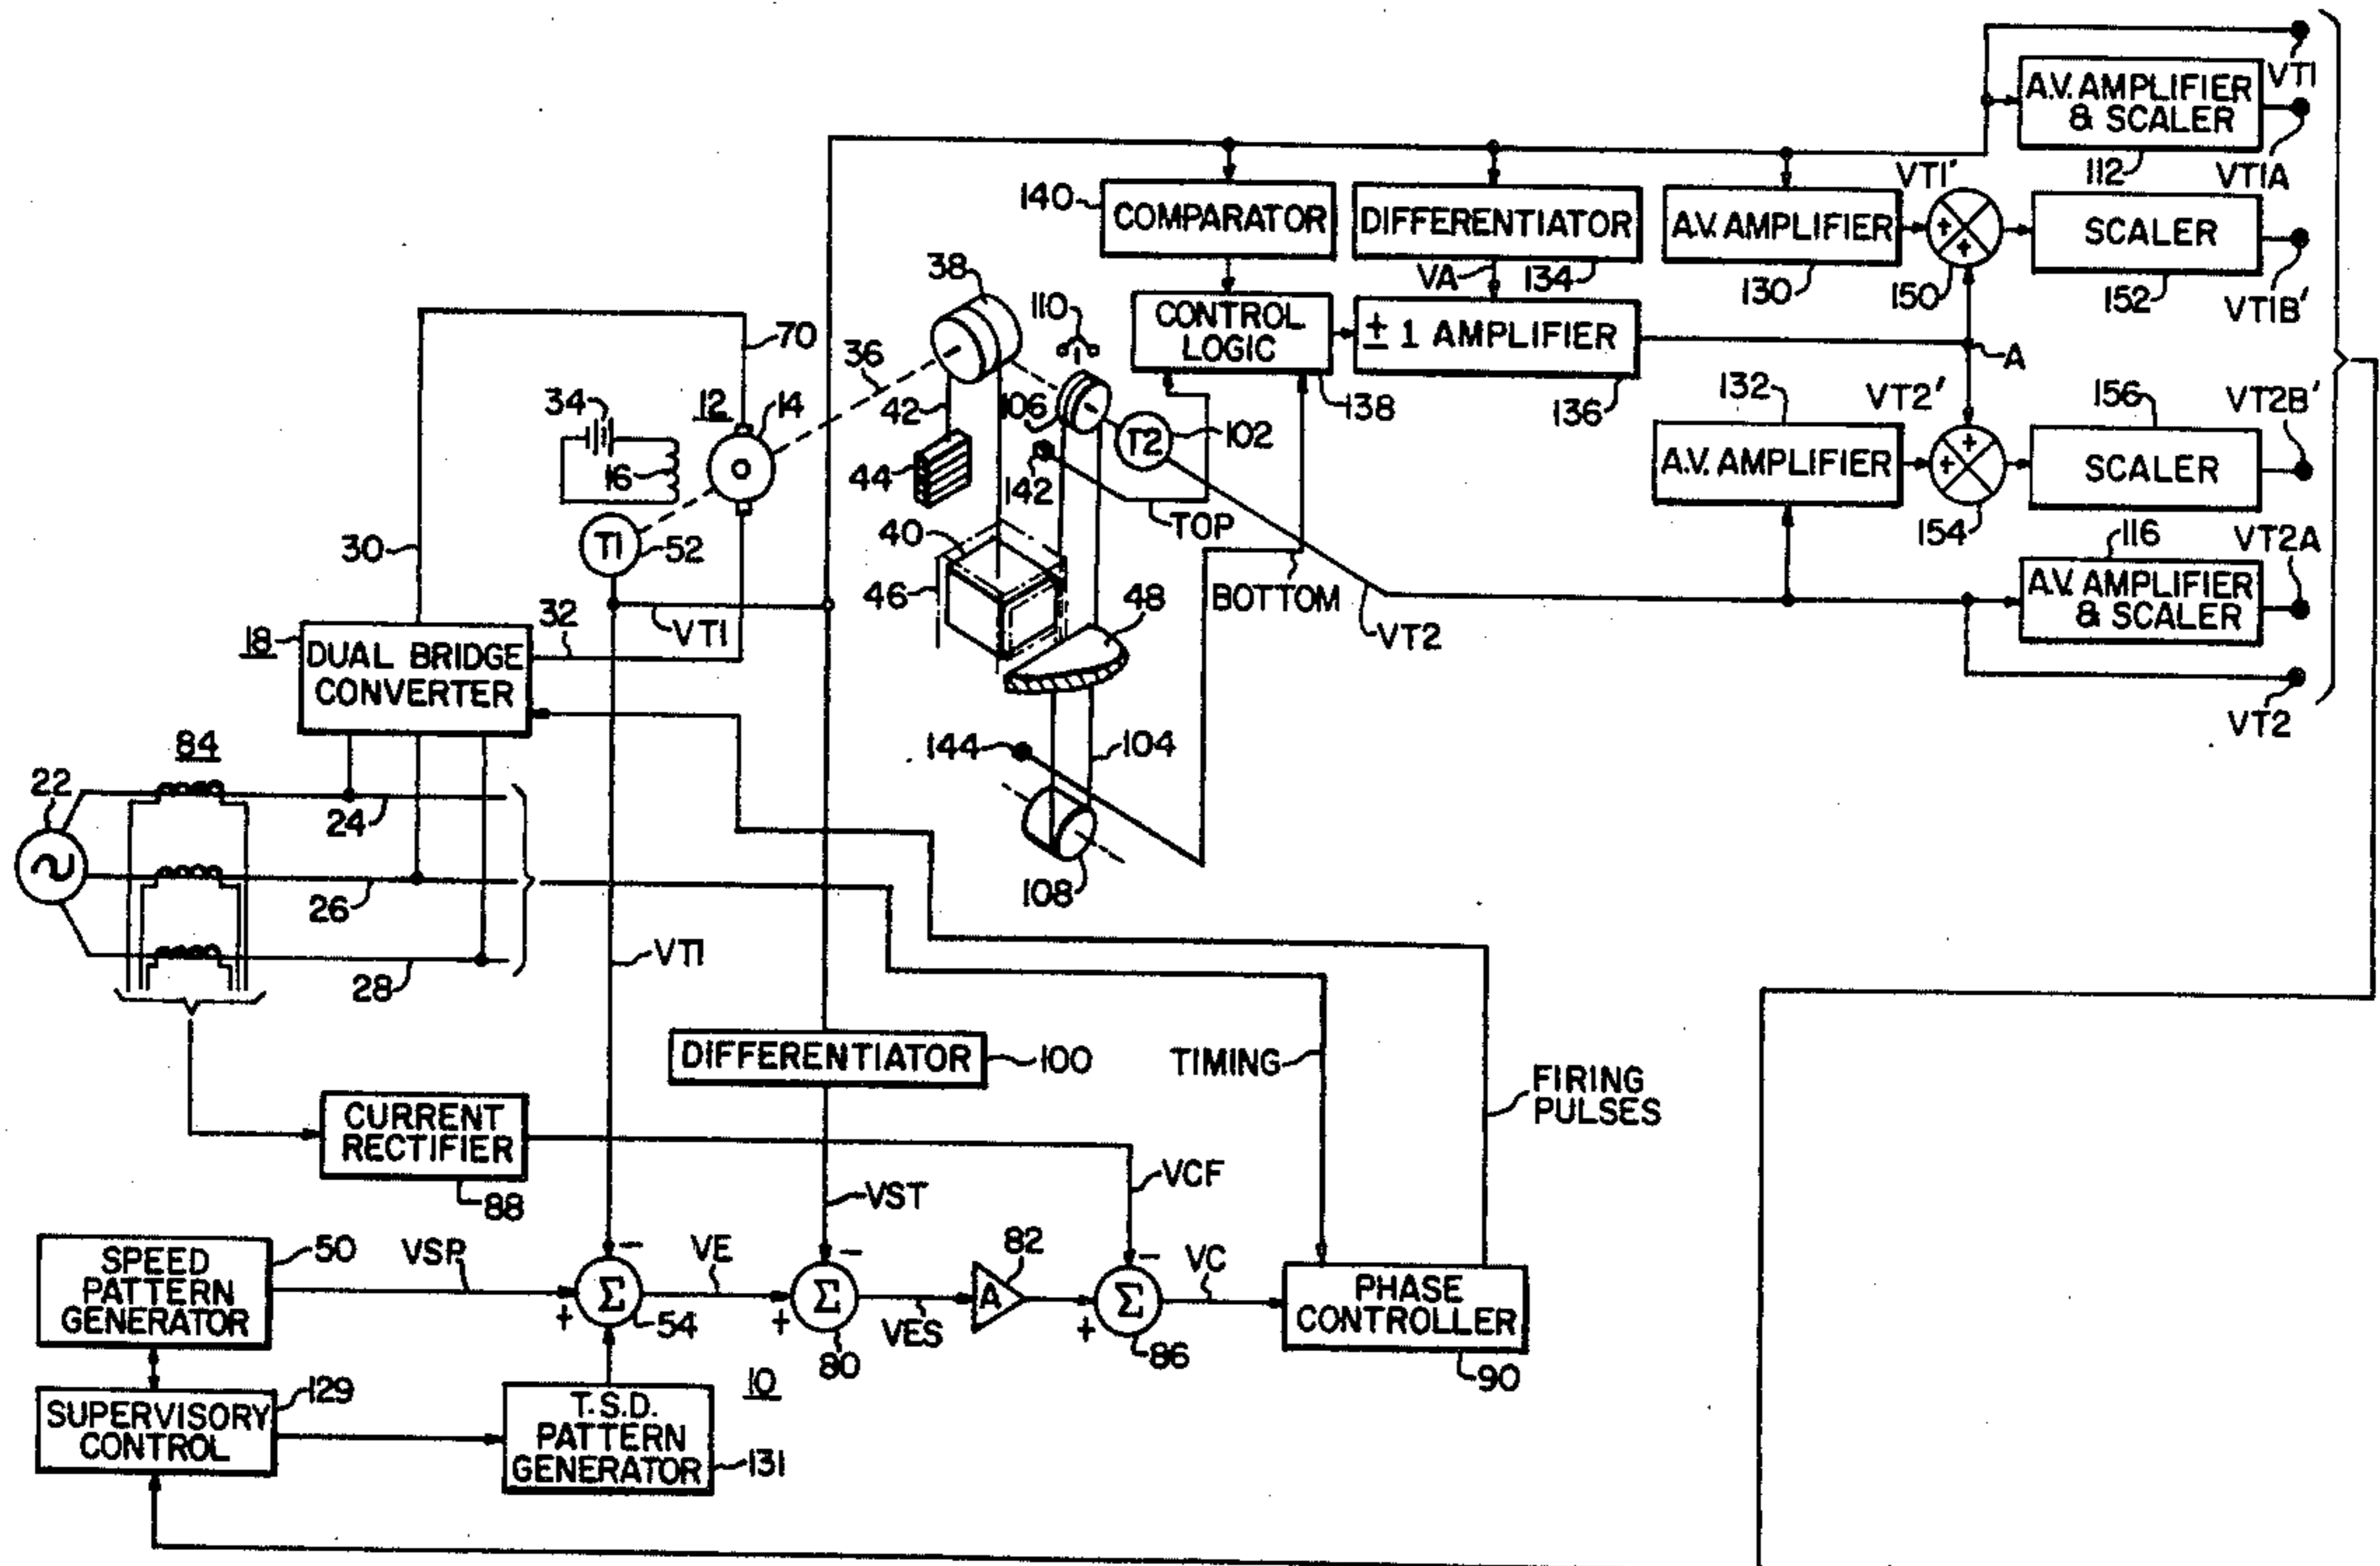 VT1
A.V. AMPLIFIER
& SCALER
112
VT1A
140
COMPARATOR
DIFFERENTIATOR
A.V. AMPLIFIER
VT1'
SCALER
VA
134
130
150
152
VT1B'
38
110
CONTROL
LOGIC
± 1 AMPLIFIER
A
70
36
34
12
14
42
106
T2
102
138
136
132
VT2'
156
VT2B'
16
44
142
A.V. AMPLIFIER
SCALER
154
TOP
T1
52
40
30
46
BOTTOM
48
116
VT2A
A.V. AMPLIFIER
& SCALER
VT1
VT2
32
18
DUAL BRIDGE
CONVERTER
VT2
84
144
104
22
24
26
108
VT1
28
DIFFERENTIATOR
100
TIMING
FIRING
PULSES
CURRENT
RECTIFIER
88
VCF
VST
SPEED
PATTERN
GENERATOR
50
VSP
-
VE
-
82
-
VC
Σ
Σ
A
Σ
PHASE
CONTROLLER
+
54
+
VES
+
80
86
90
129
10
SUPERVISORY
CONTROL
T.S.D.
PATTERN
GENERATOR
131